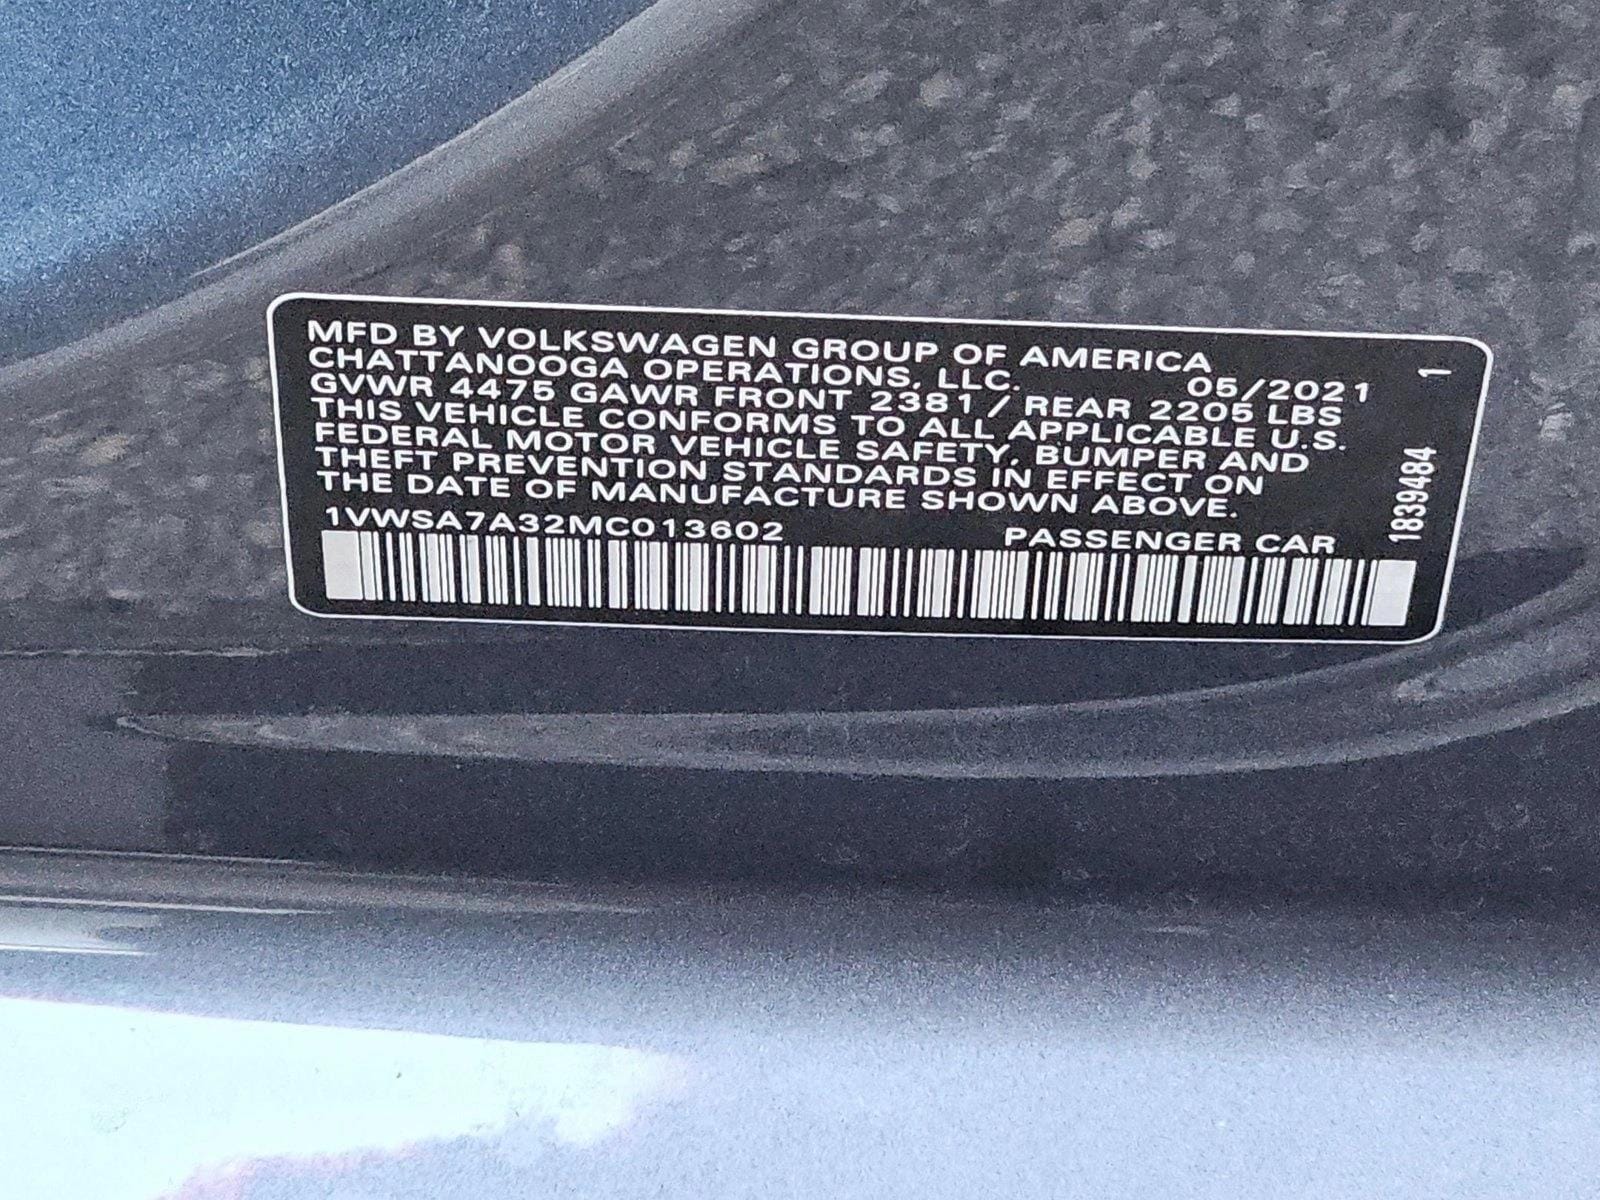 MFD BY VOLKSWAGEN GROUP OF AMERICA
CHATTANOOGA OPERATIONS, LLC. 05/2021
GVWR 4475 GAWR FRONT 2381 / REAR 2205 LBS
THIS VEHICLE CONFORMS TO ALL APPLICABLE U.S.
FEDERAL MOTOR VEHICLE SAFETY, BUMPER AND
THEFT PREVENTION STANDARDS IN EFFECT ON
THE DATE OF MANUFACTURE SHOWN ABOVE.
1VWSA7A32MC013602 PASSENGER CAR
1839484 1